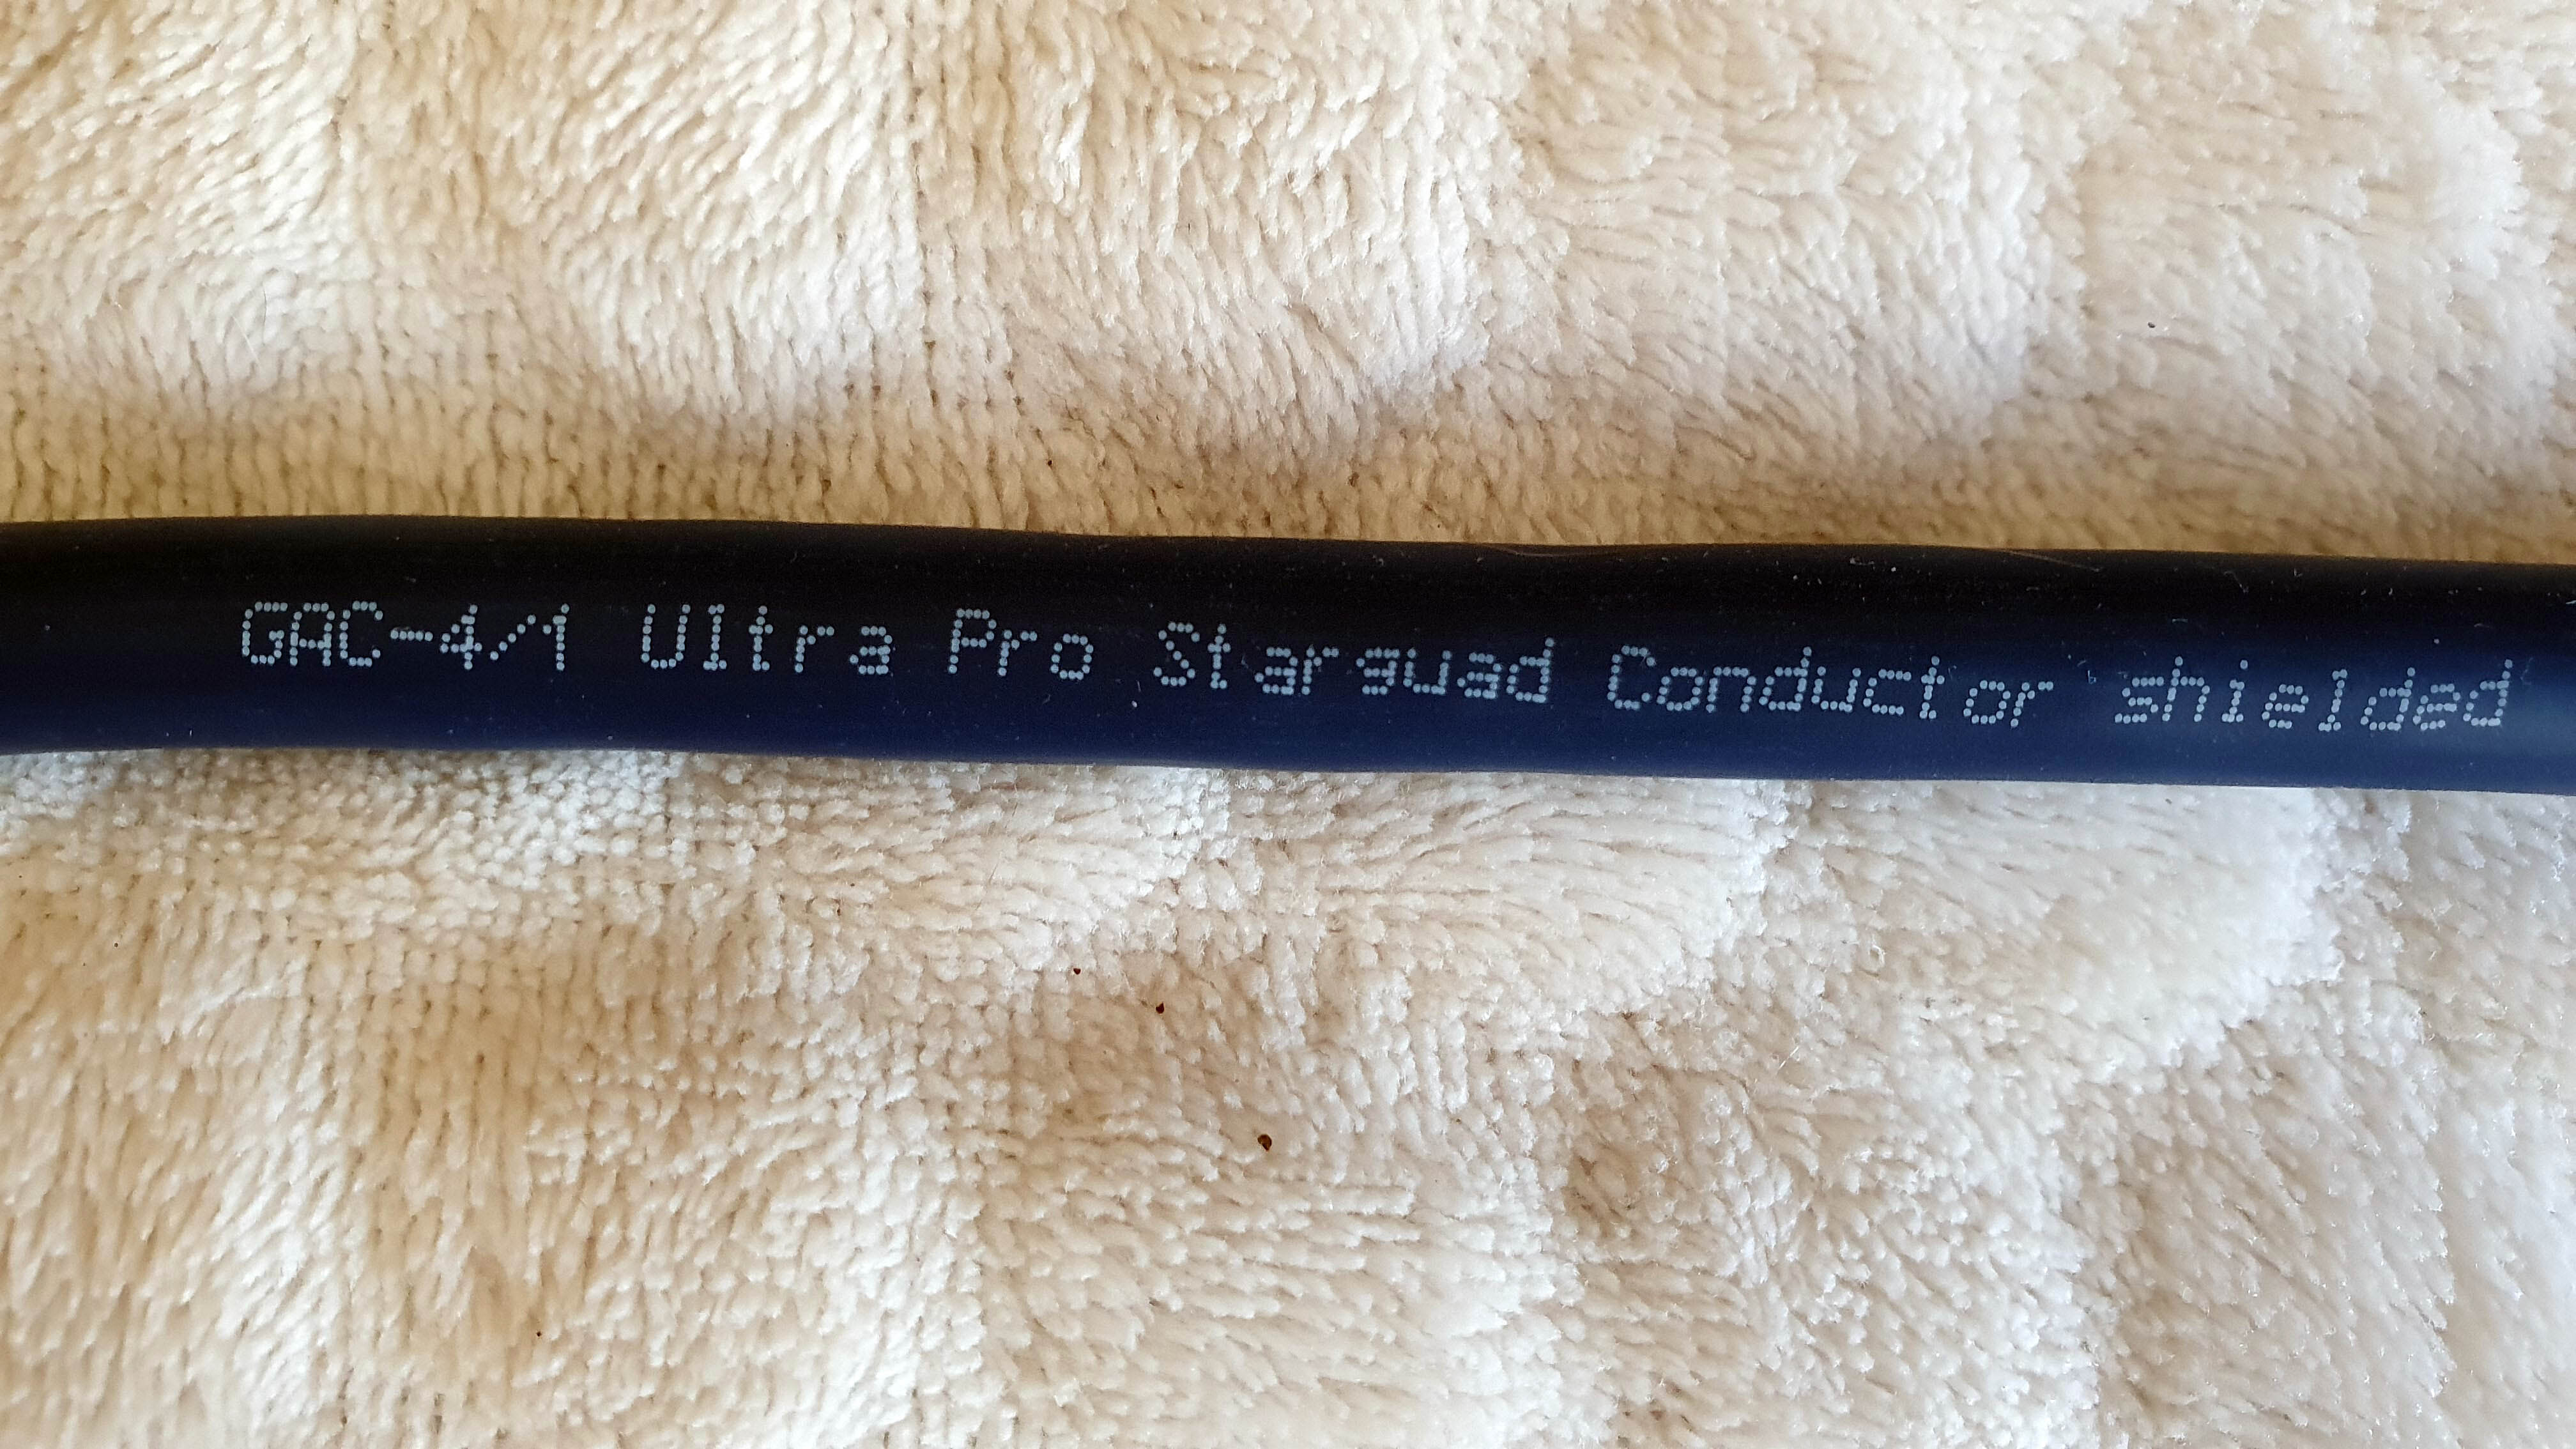 GAC-4/1 Ultra Pro Starquad Conductor shielded